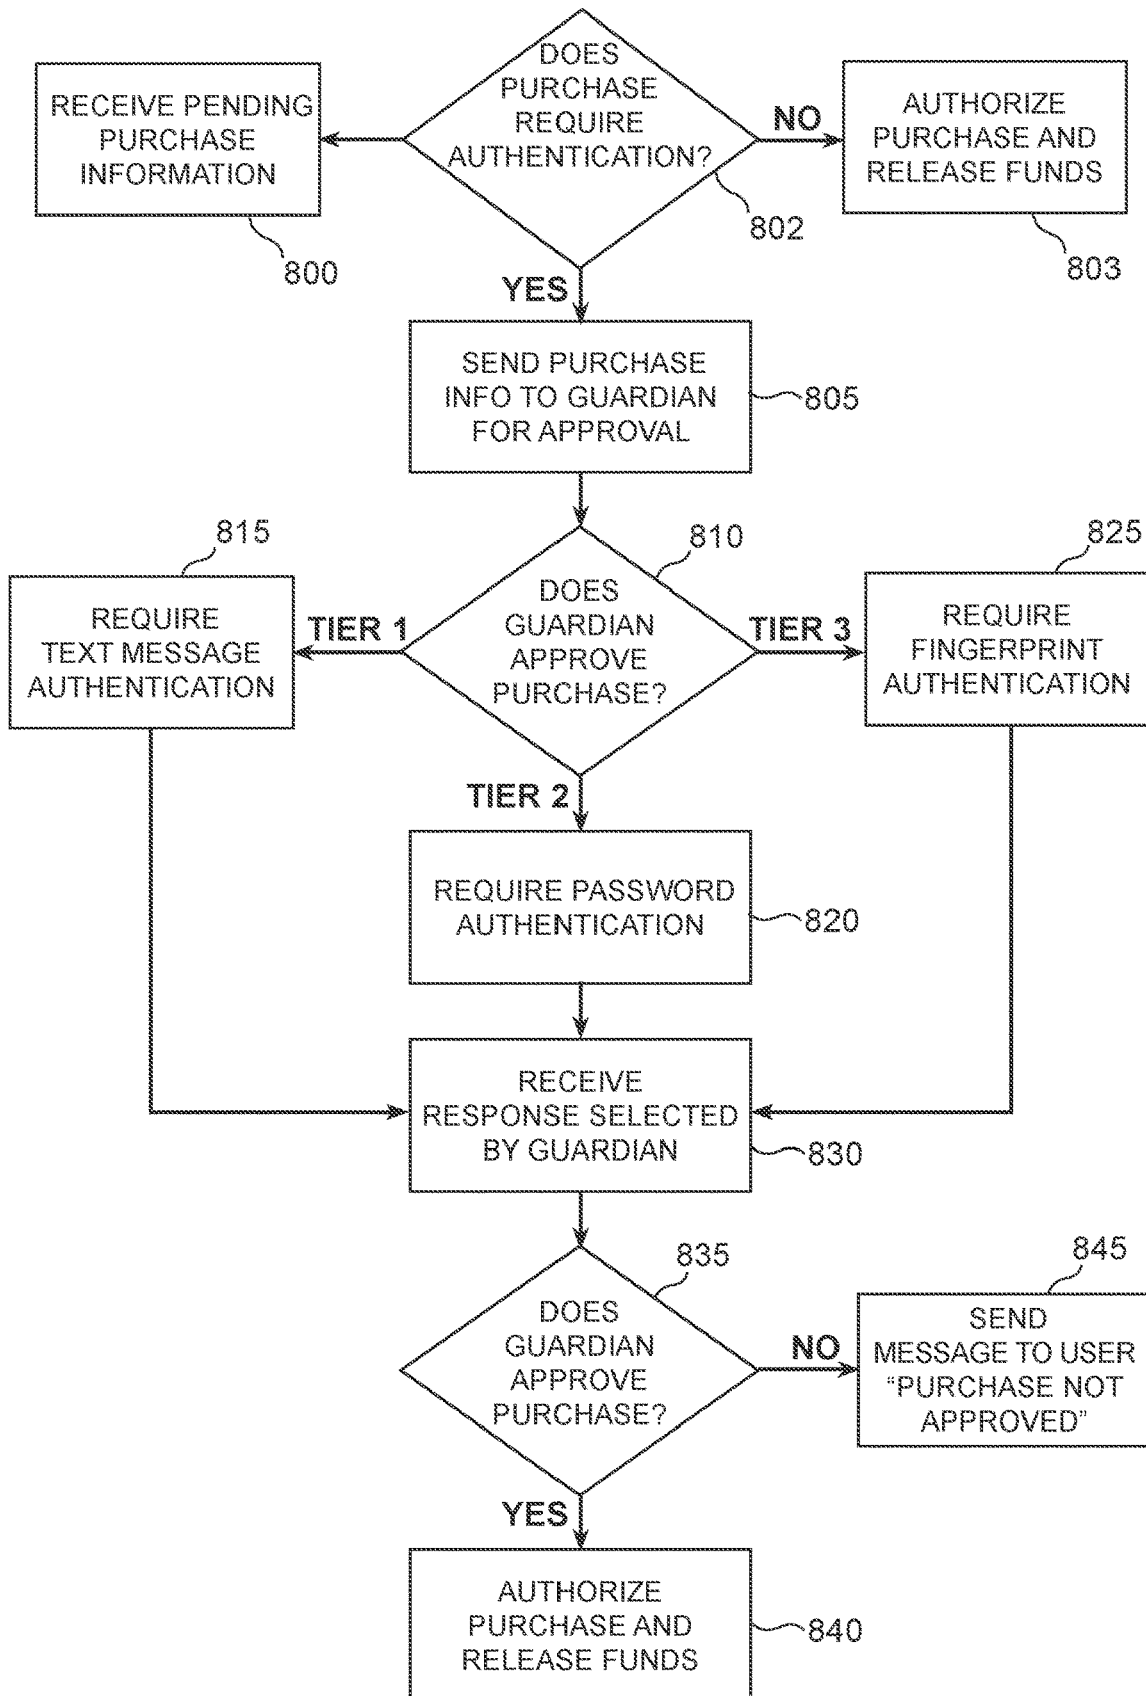 DOES
PURCHASE
REQUIRE
AUTHENTICATION?
802
RECEIVE PENDING
PURCHASE
INFORMATION
800
NO
AUTHORIZE
PURCHASE AND
RELEASE FUNDS
803
YES
SEND PURCHASE
INFO TO GUARDIAN
FOR APPROVAL
805
810
DOES
GUARDIAN
APPROVE
PURCHASE?
TIER 1
815
REQUIRE
TEXT MESSAGE
AUTHENTICATION
TIER 3
825
REQUIRE
FINGERPRINT
AUTHENTICATION
TIER 2
REQUIRE PASSWORD
AUTHENTICATION
820
RECEIVE
RESPONSE SELECTED
BY GUARDIAN
830
835
DOES
GUARDIAN
APPROVE
PURCHASE?
NO
845
SEND
MESSAGE TO USER
“PURCHASE NOT
APPROVED”
YES
AUTHORIZE
PURCHASE AND
RELEASE FUNDS
840